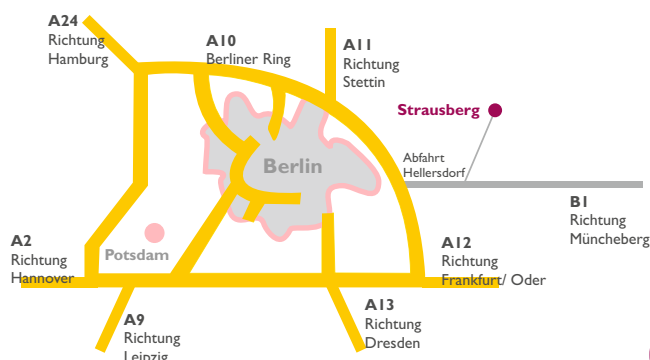 A24
Richtung
Hamburg
A10
Berliner Ring
A11
Richtung
Stettin
Strausberg
Abfahrt
Hellersdorf
Berlin
B1
Richtung
Müncheberg
A2
Richtung
Hannover
Potsdam
A12
Richtung
Frankfurt/ Oder
A9
Richtung
Leipzig
A13
Richtung
Dresden